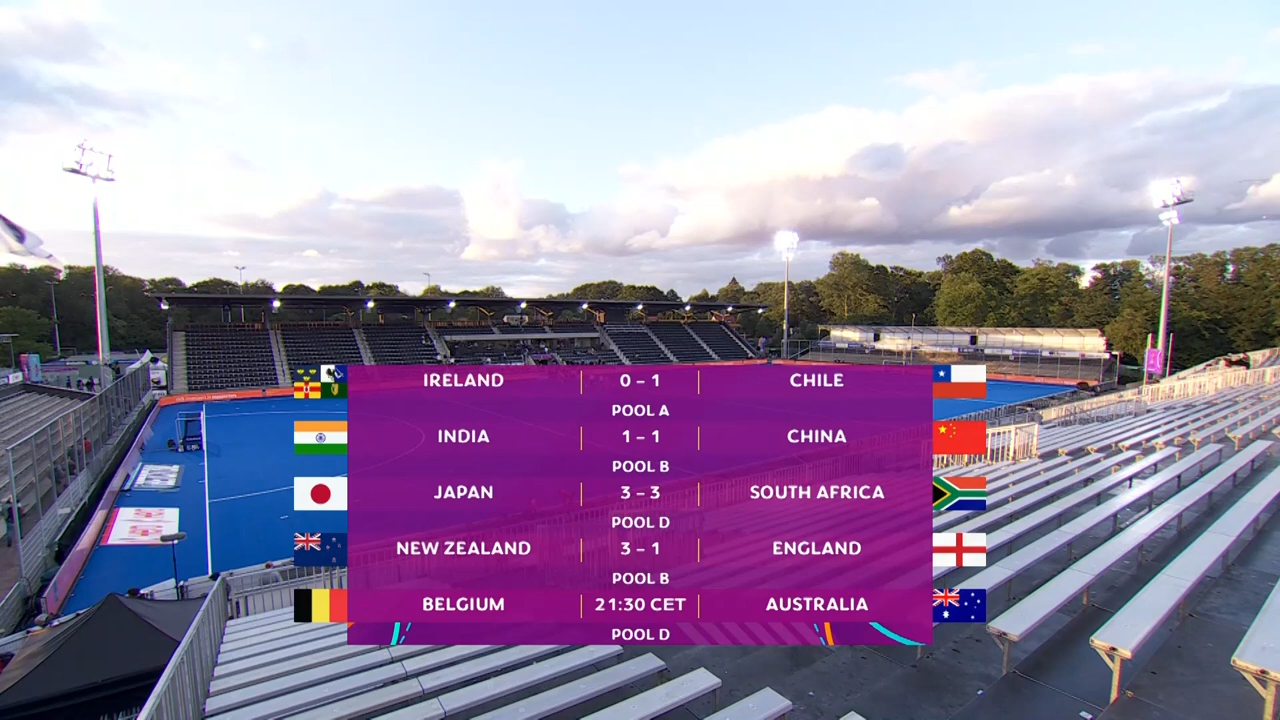 IRELAND 0 – 1 CHILE
POOL A
INDIA 1 – 1 CHINA
POOL B
JAPAN 3 – 3 SOUTH AFRICA
POOL D
NEW ZEALAND 3 – 1 ENGLAND
POOL B
BELGIUM 21:30 CET AUSTRALIA
POOL D